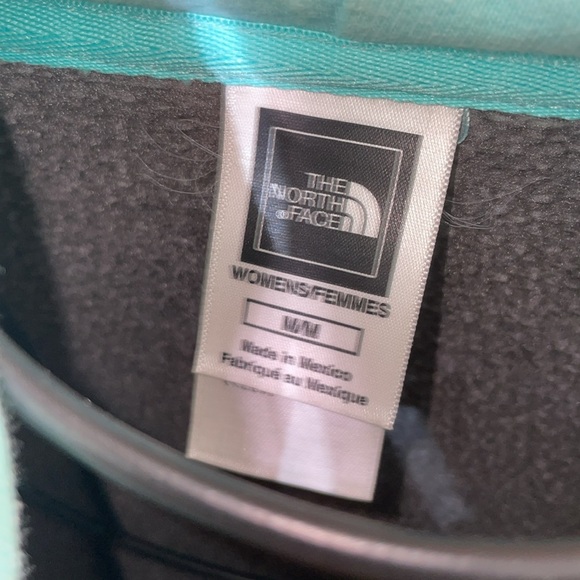 THE
NORTH
FACE
WOMENS/FEMMES
M/M
Made in Mexico
Fabriqué au Mexique